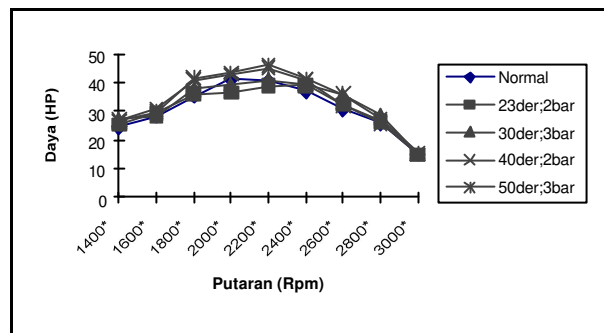 50
40
30
20
10
0
Daya (HP)
1400*
1600*
1800*
2000*
2200*
2400*
2600*
2800*
3000*
Putaran (Rpm)
Normal
23der;2bar
30der;3bar
40der;2bar
50der;3bar